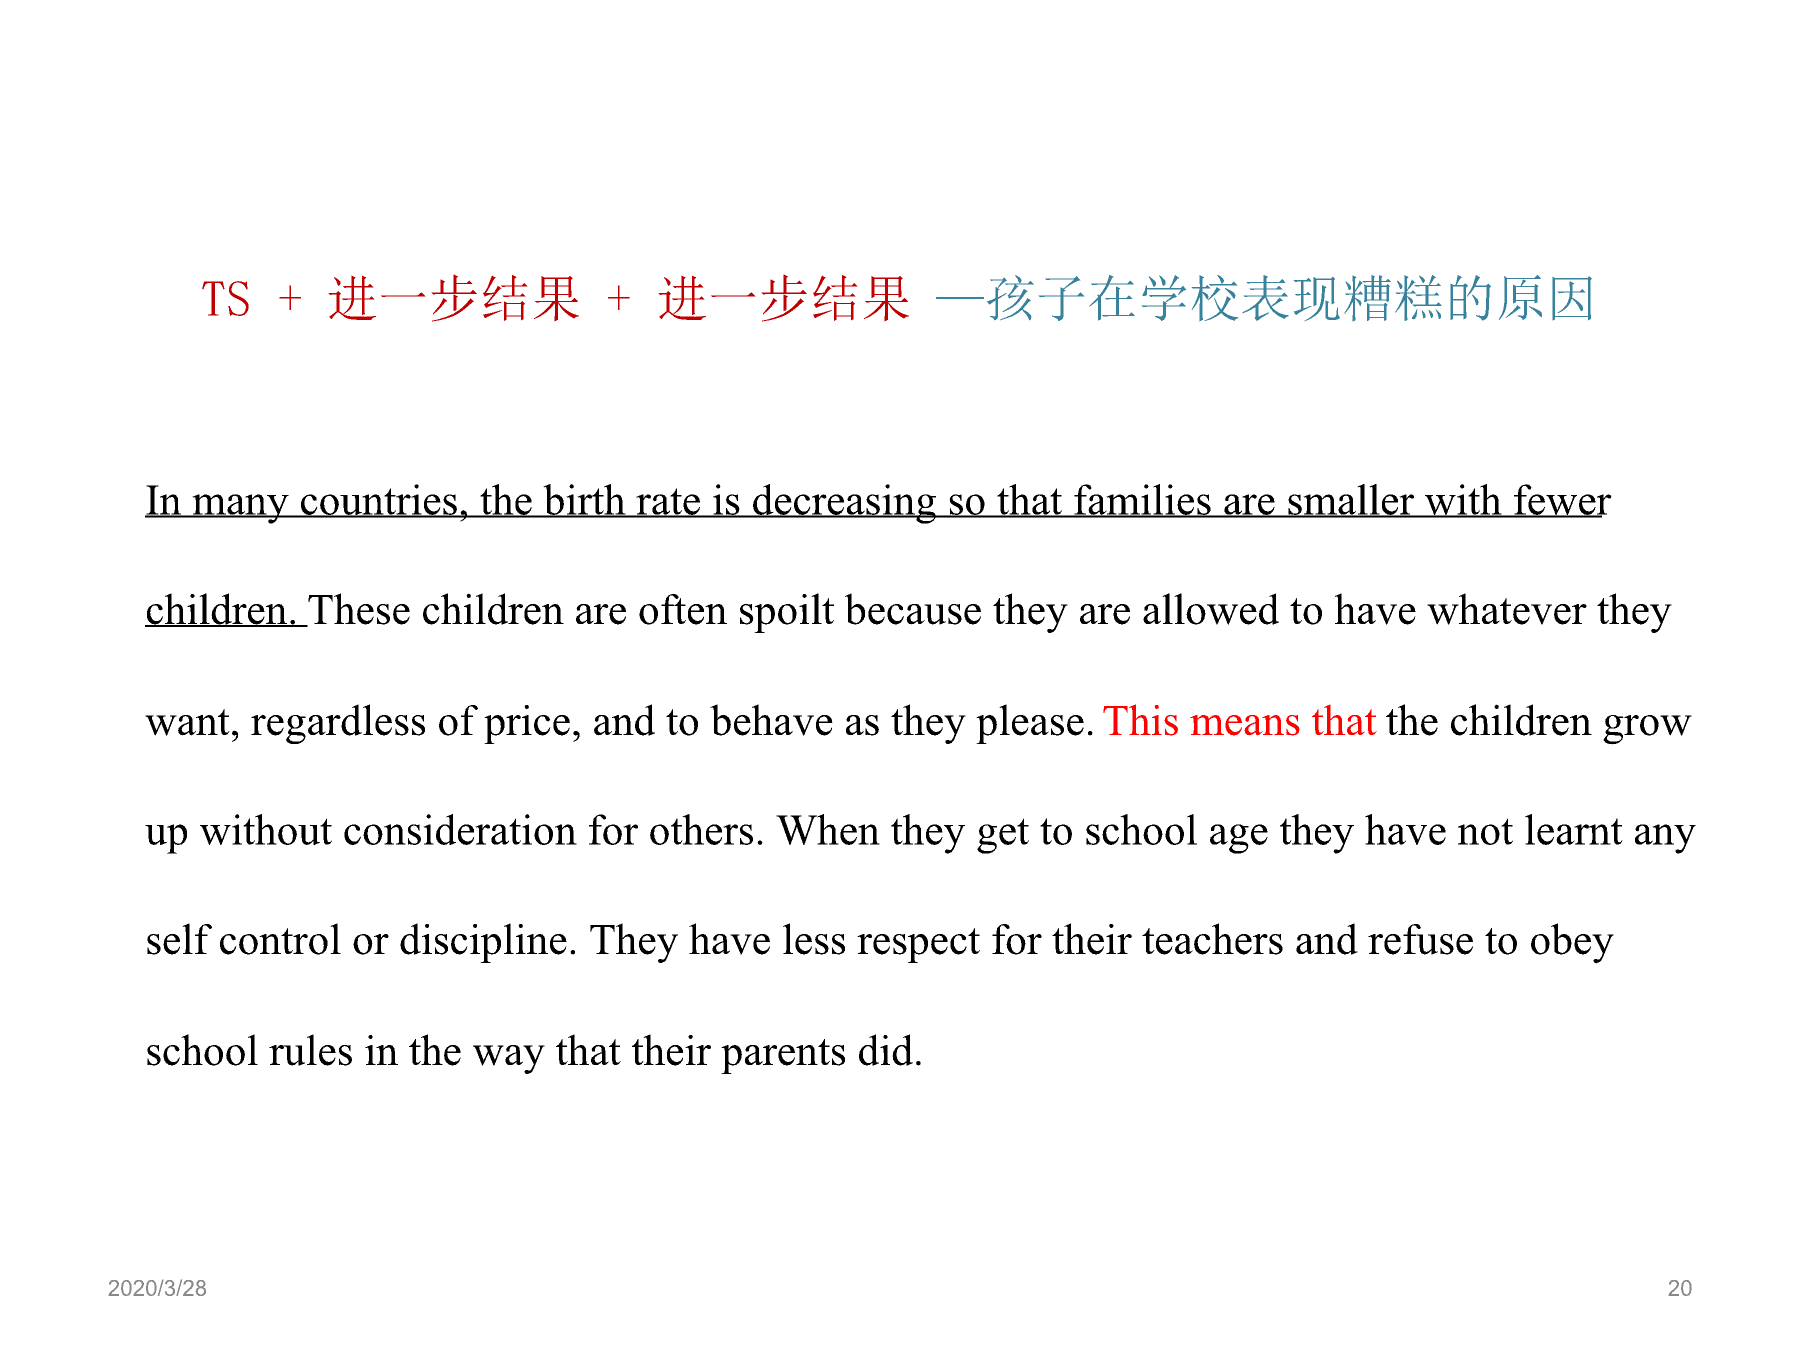 TS + 进一步结果 + 进一步结果 —孩子在学校表现糟糕的原因
In many countries, the birth rate is decreasing so that families are smaller with fewer
children. These children are often spoilt because they are allowed to have whatever they
want, regardless of price, and to behave as they please. This means that the children grow
up without consideration for others. When they get to school age they have not learnt any
self control or discipline. They have less respect for their teachers and refuse to obey
school rules in the way that their parents did.
2020/3/28
20